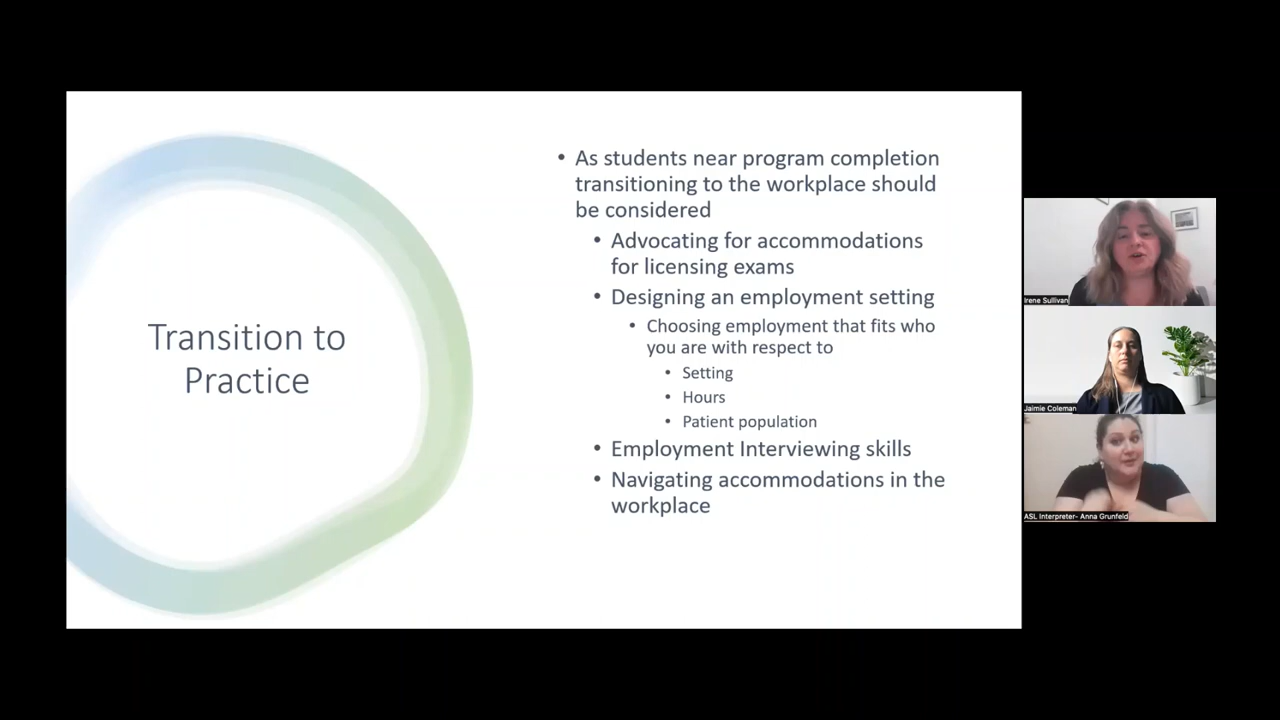 Transition to
Practice
• As students near program completion
transitioning to the workplace should
be considered
• Advocating for accommodations
for licensing exams
• Designing an employment setting
• Choosing employment that fits who
you are with respect to
• Setting
• Hours
• Patient population
• Employment Interviewing skills
• Navigating accommodations in the
workplace
Irene Sullivan
Jaimie Coleman
ASL Interpreter- Anna Grunfeld